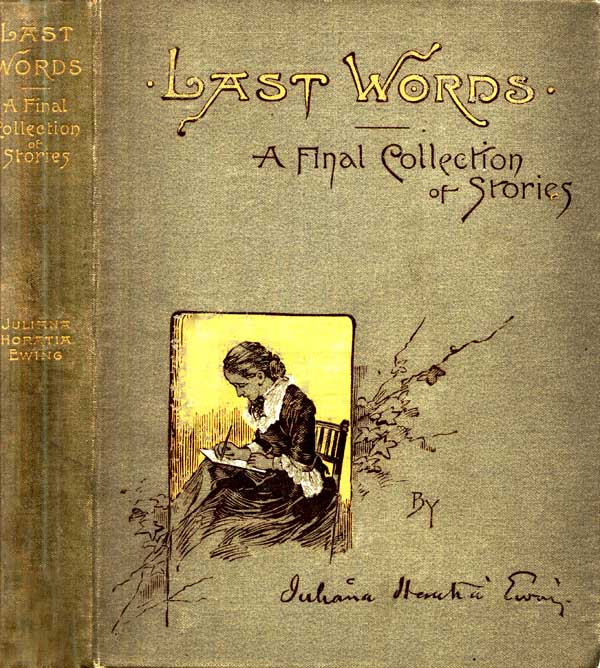 LAST
WORDS
A Final
Collection
of
Stories
JULIANA
HORATIA
EWING
·LAST WORDS·
A Final Collection
of Stories
By
Juliana Horatia Ewing.